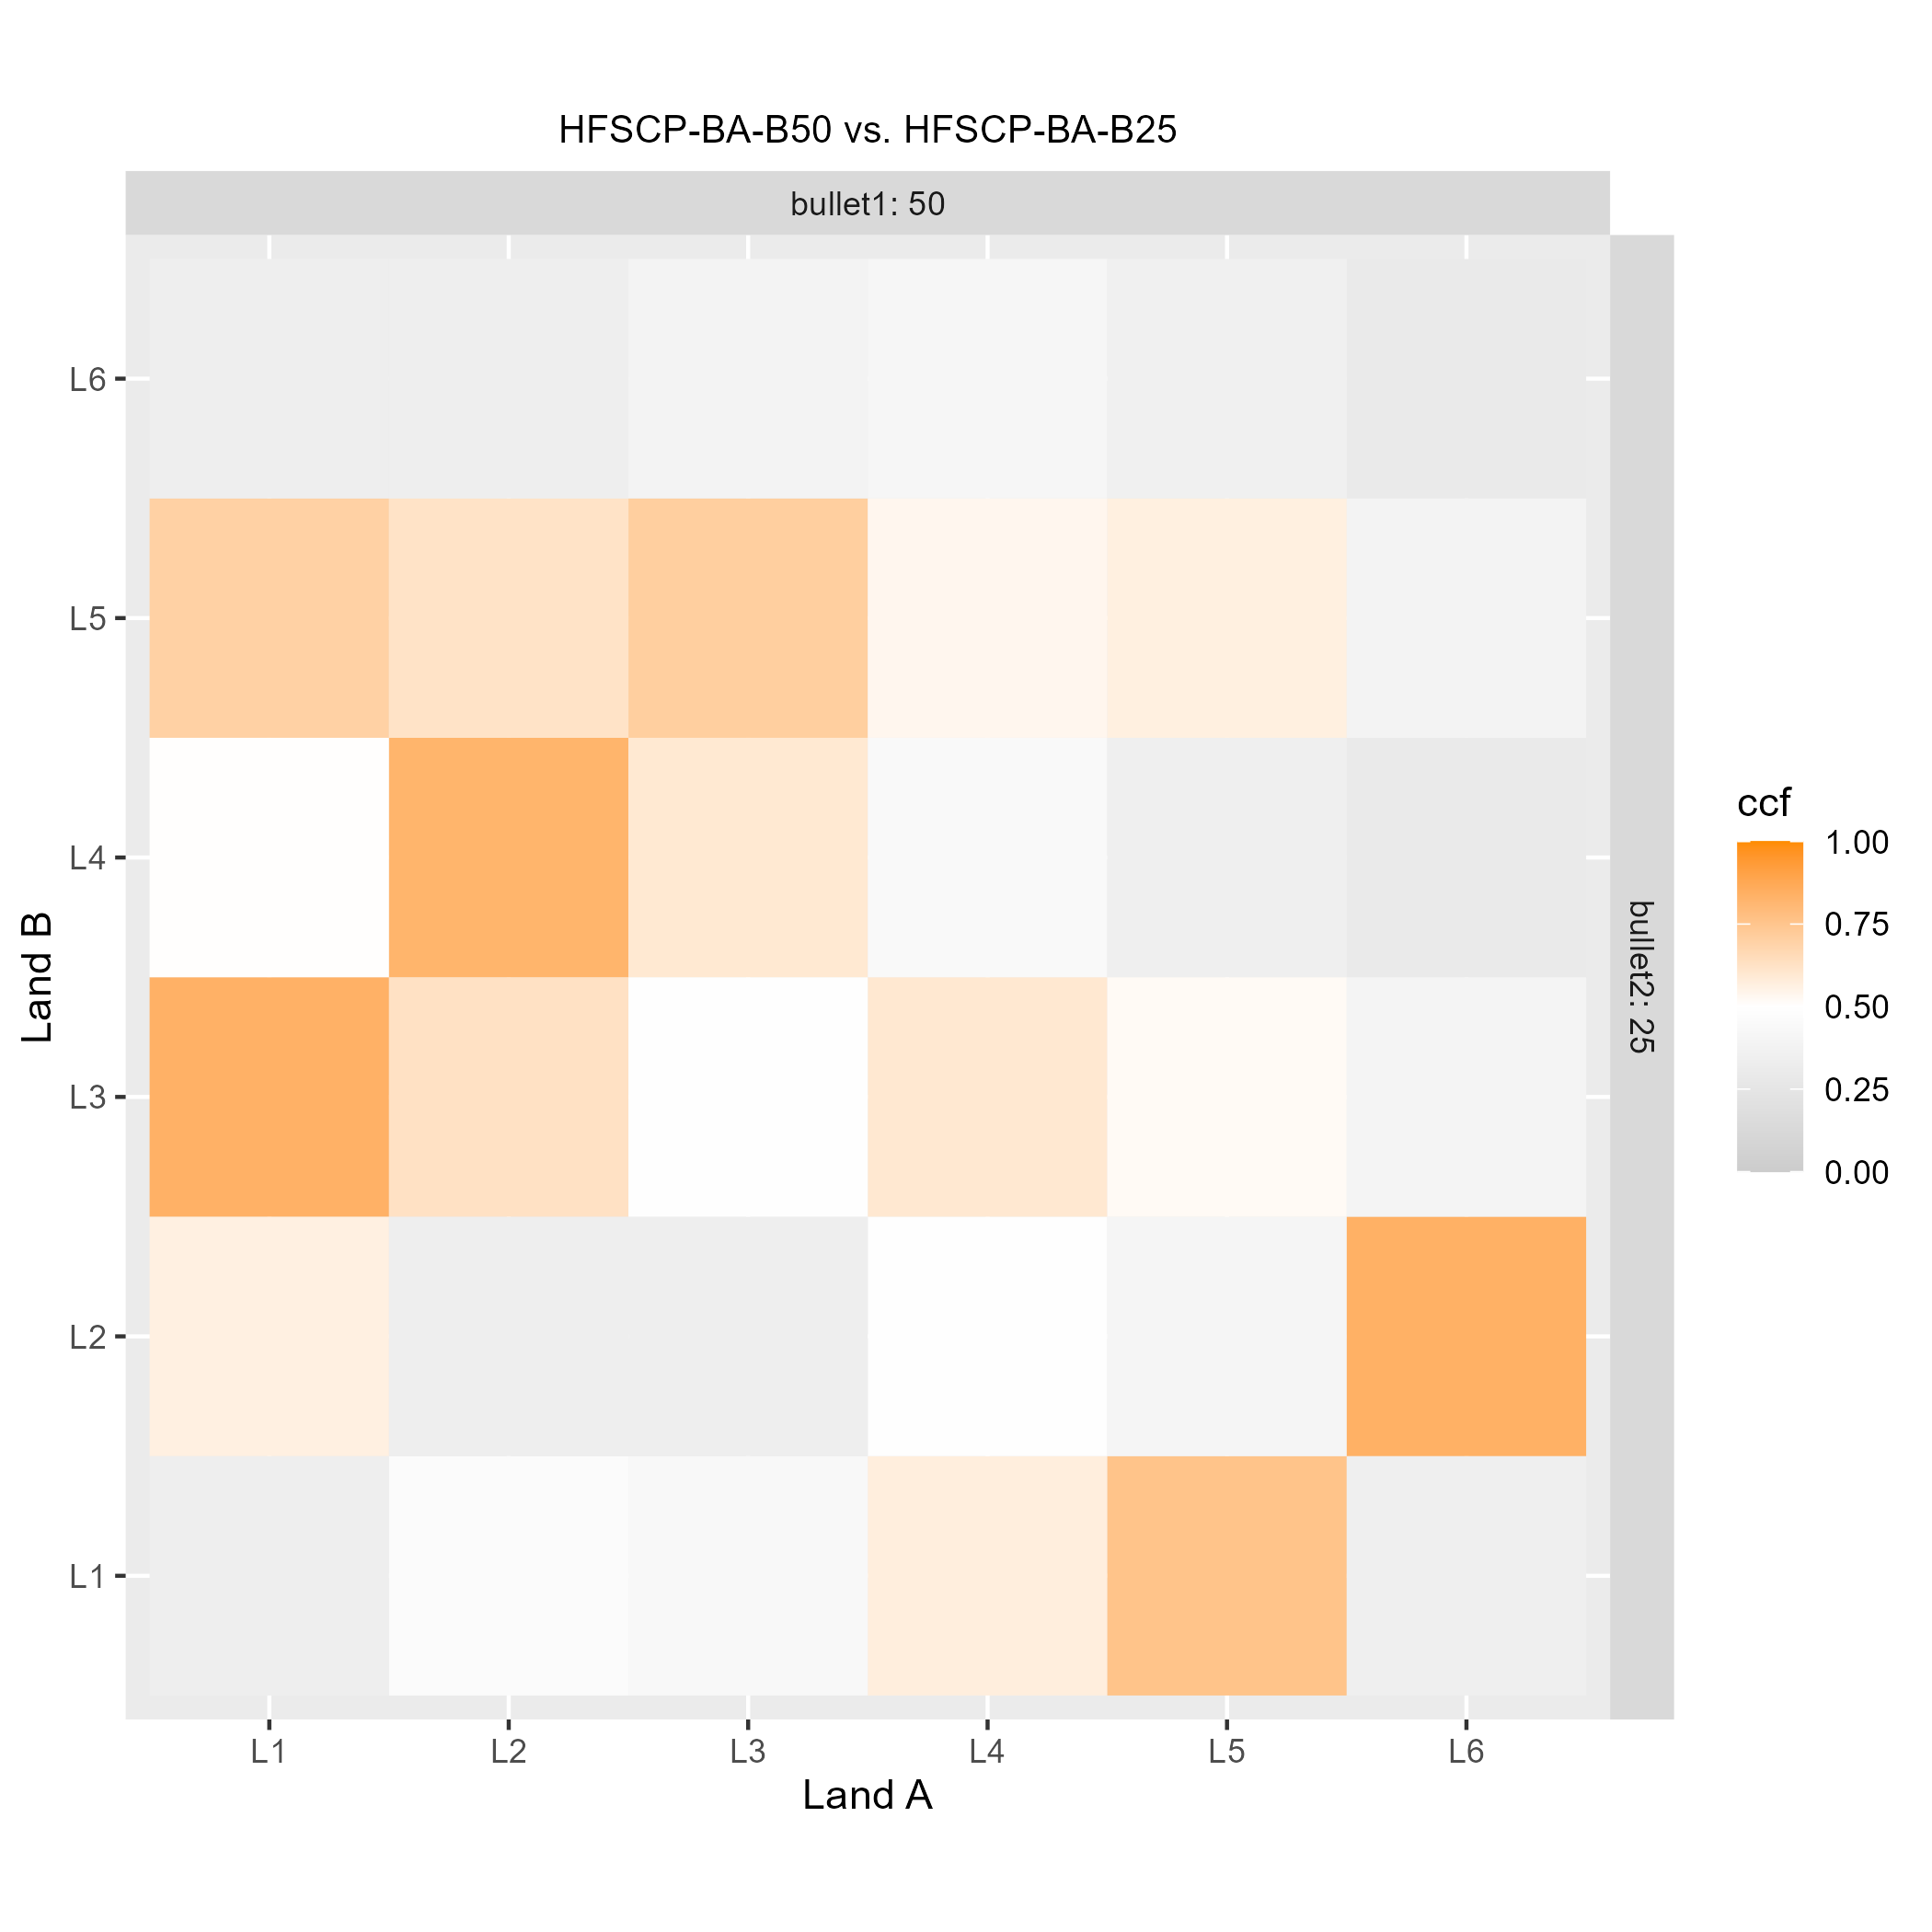 HFSCP-BA-B50 vs. HFSCP-BA-B25
bullet1: 50
L6
L5
L4
L3
L2
L1
Land B
bullet2: 25
ccf
1.00
0.75
0.50
0.25
0.00
L1 L2 L3 L4 L5 L6
Land A